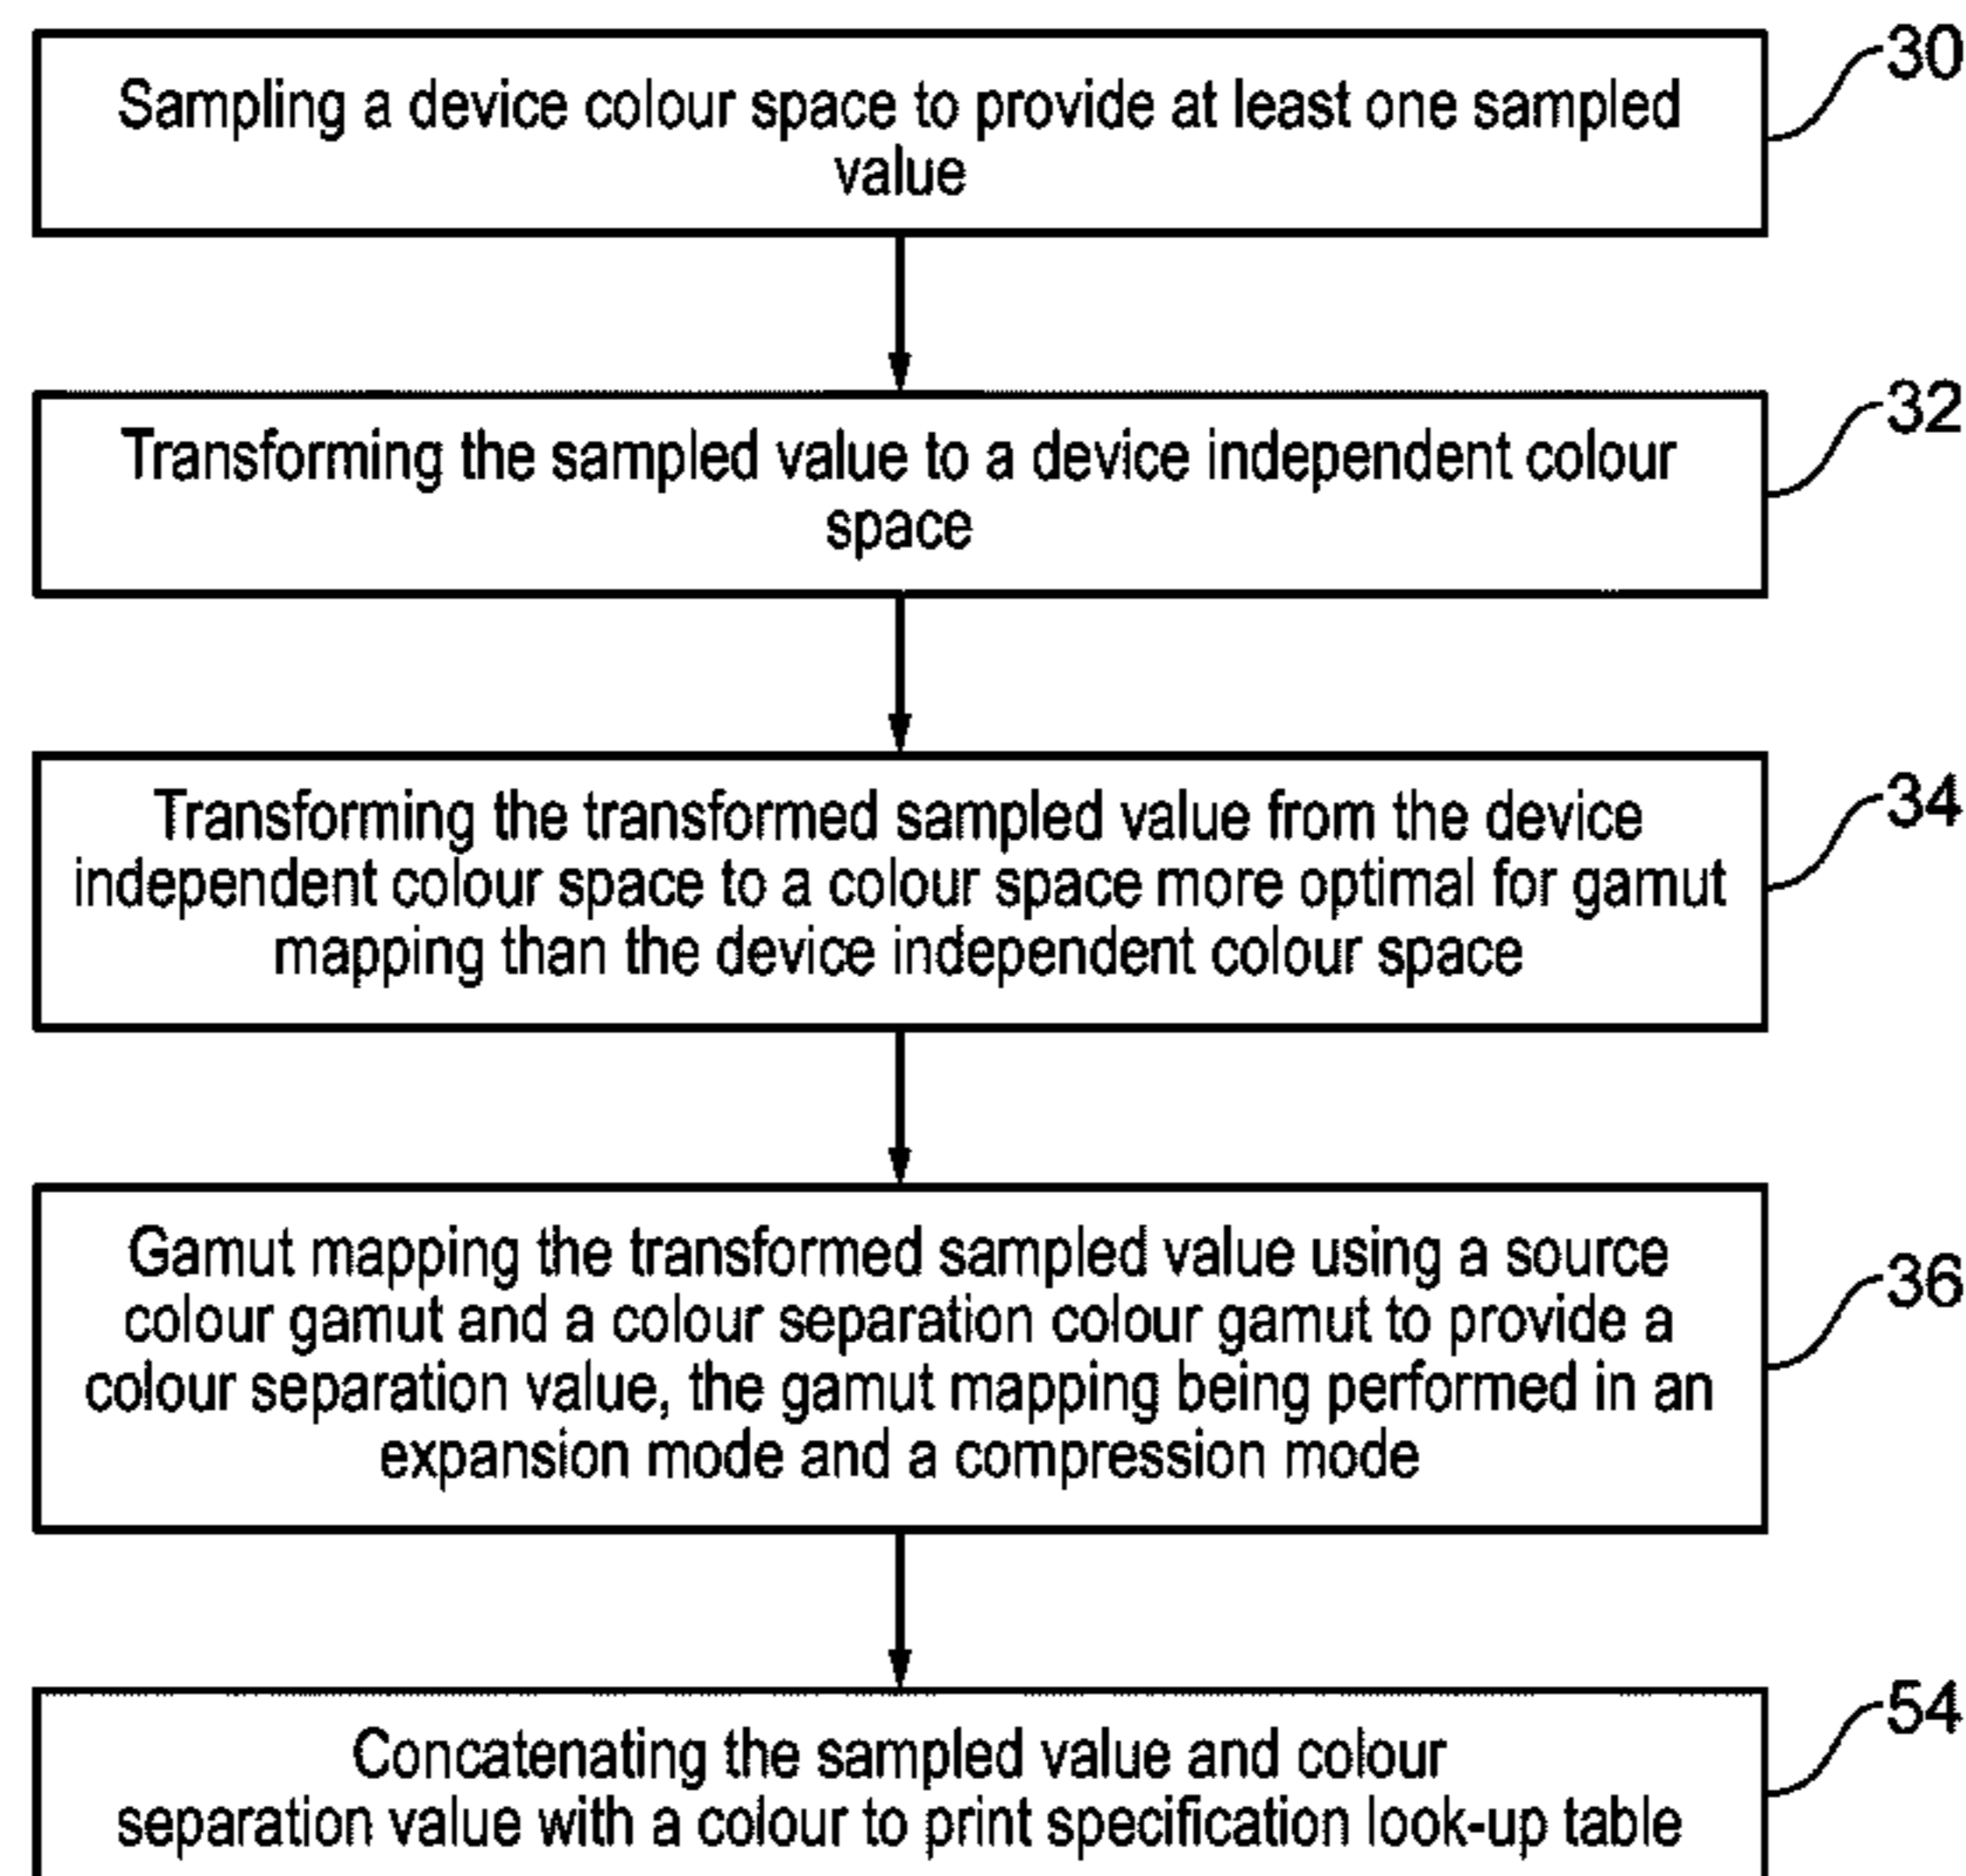 Sampling a device colour space to provide at least one sampled
value
30
Transforming the sampled value to a device independent colour
space
32
Transforming the transformed sampled value from the device
independent colour space to a colour space more optimal for gamut
mapping than the device independent colour space
34
Gamut mapping the transformed sampled value using a source
colour gamut and a colour separation colour gamut to provide a
colour separation value, the gamut mapping being performed in an
expansion mode and a compression mode
36
Concatenating the sampled value and colour
separation value with a colour to print specification look-up table
54